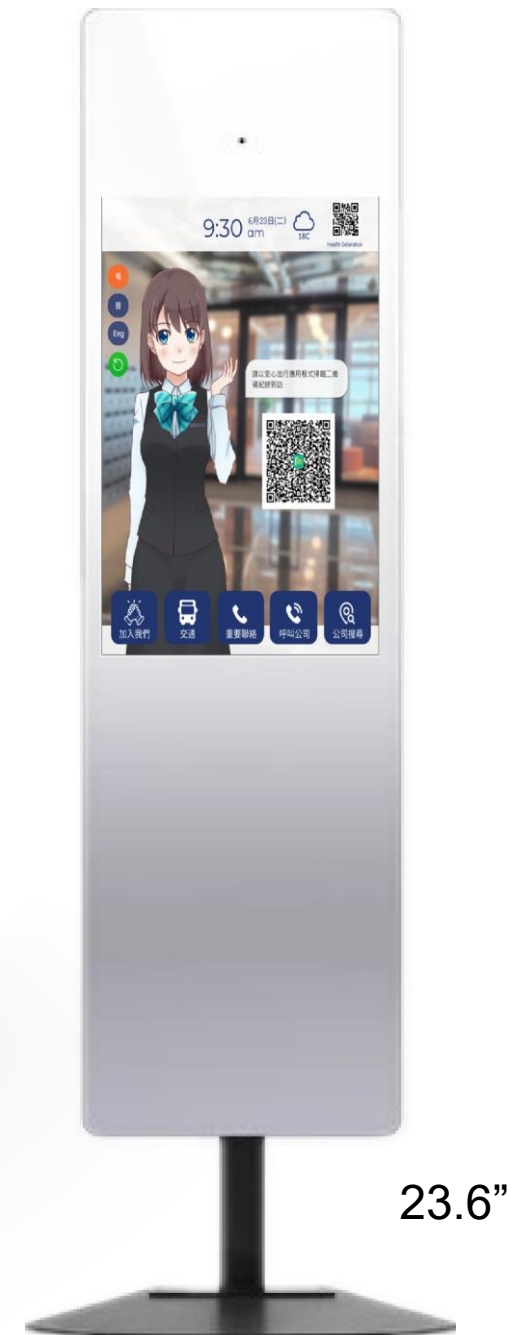 9:30 am
6月23日(二)
18C
Health Delaration
粵
普
Eng
請以安心出行應用程式掃瞄二維
碼紀錄到訪
加入我們
交通
重要聯絡
呼叫公司
公司搜尋
23.6”